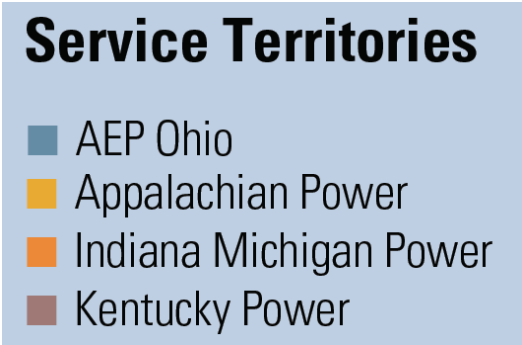 Service Territories
AEP Ohio
Appalachian Power
Indiana Michigan Power
Kentucky Power